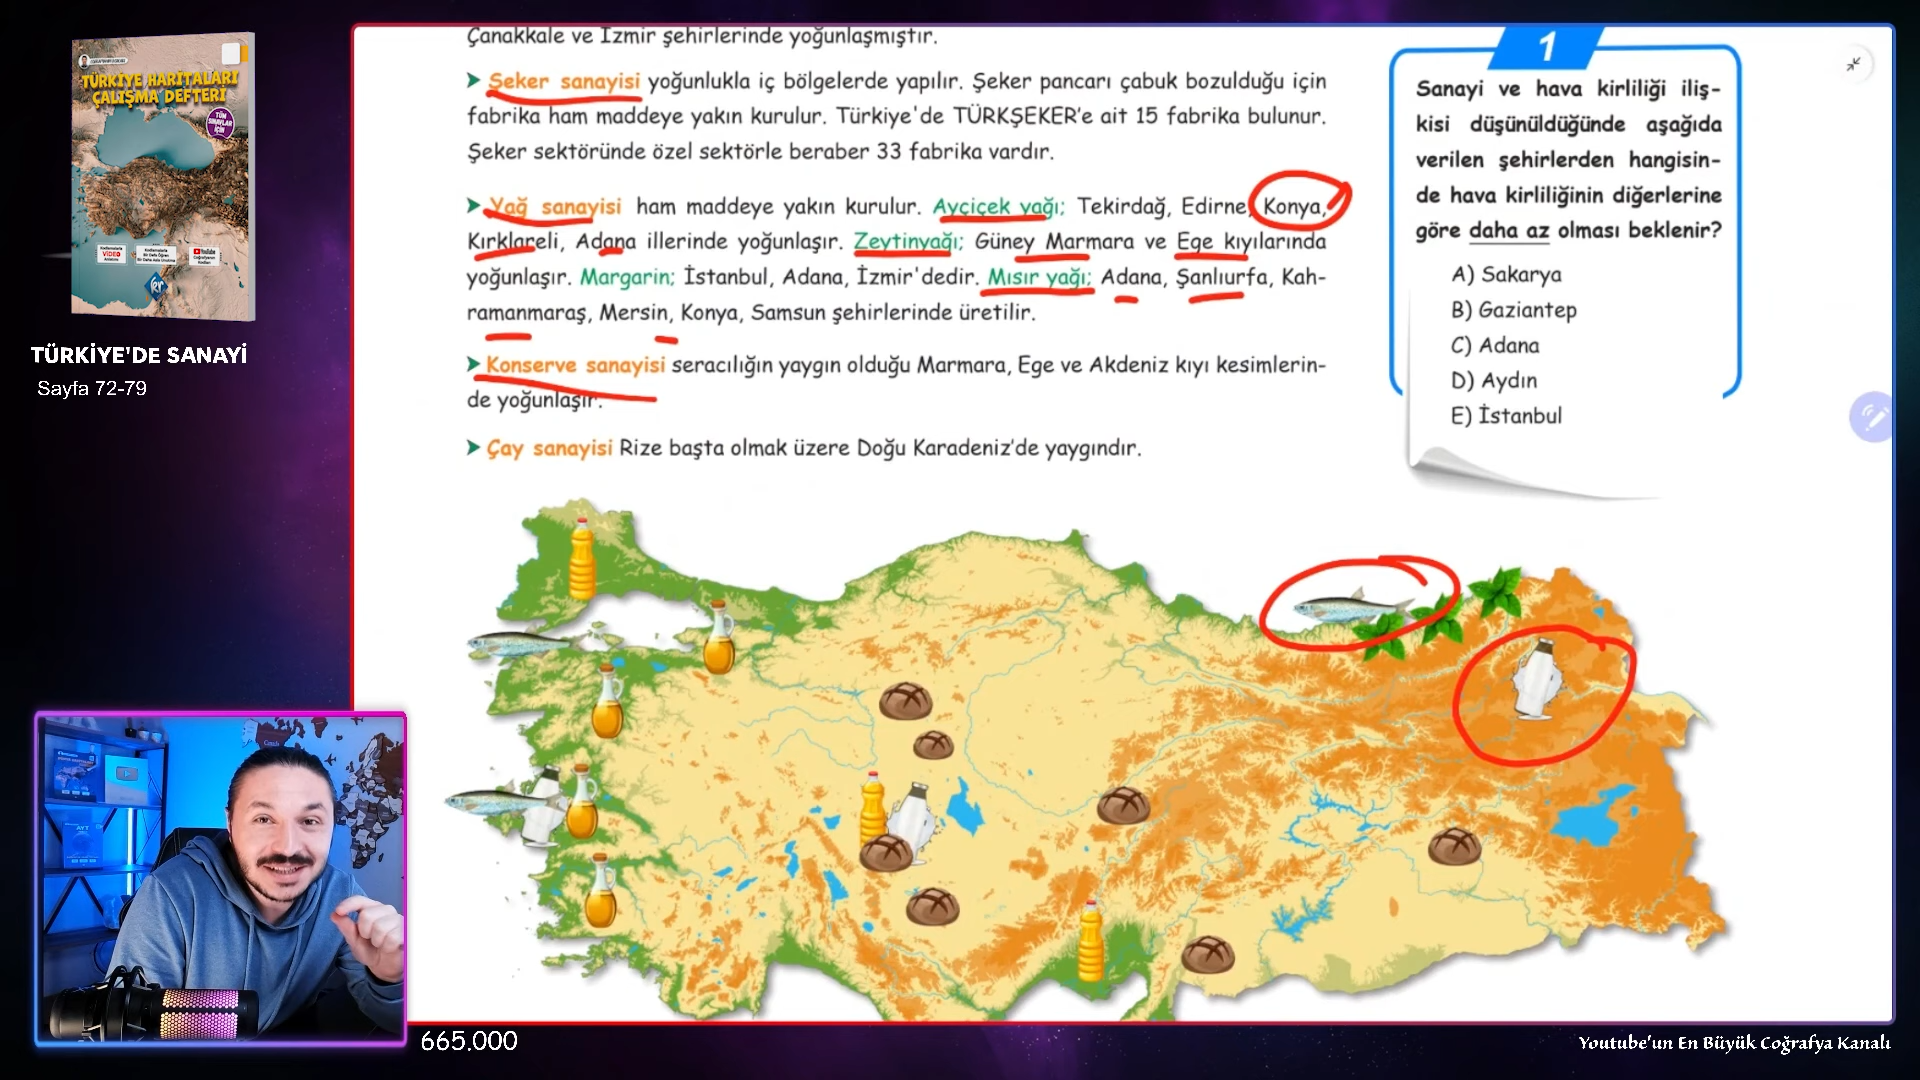 TÜRKİYE HARİTALARI
ÇALIŞMA DEFTERİ
TÜM
SINAVLAR
İÇİN
VİDEO
YouTube
TÜRKİYE'DE SANAYİ
Sayfa 72-79
Çanakkale ve İzmir şehirlerinde yoğunlaşmıştır.
➤ Şeker sanayisi yoğunlukla iç bölgelerde yapılır. Şeker pancarı çabuk bozulduğu için
fabrika ham maddeye yakın kurulur. Türkiye'de TÜRKŞEKER’e ait 15 fabrika bulunur.
Şeker sektöründe özel sektörle beraber 33 fabrika vardır.
➤ Yağ sanayisi ham maddeye yakın kurulur. Ayçiçek yağı; Tekirdağ, Edirne, Konya,
Kırklareli, Adana illerinde yoğunlaşır. Zeytinyağı; Güney Marmara ve Ege kıyılarında
yoğunlaşır. Margarin; İstanbul, Adana, İzmir'dedir. Mısır yağı; Adana, Şanlıurfa, Kah-
ramanmaraş, Mersin, Konya, Samsun şehirlerinde üretilir.
➤ Konserve sanayisi seracılığın yaygın olduğu Marmara, Ege ve Akdeniz kıyı kesimlerin-
de yoğunlaşır.
➤ Çay sanayisi Rize başta olmak üzere Doğu Karadeniz’de yaygındır.
1
Sanayi ve hava kirliliği iliş-
kisi düşünüldüğünde aşağıda
verilen şehirlerden hangisin-
de hava kirliliğinin diğerlerine
göre daha az olması beklenir?
A) Sakarya
B) Gaziantep
C) Adana
D) Aydın
E) İstanbul
AYT
665.000
Youtube'un En Büyük Coğrafya Kanalı